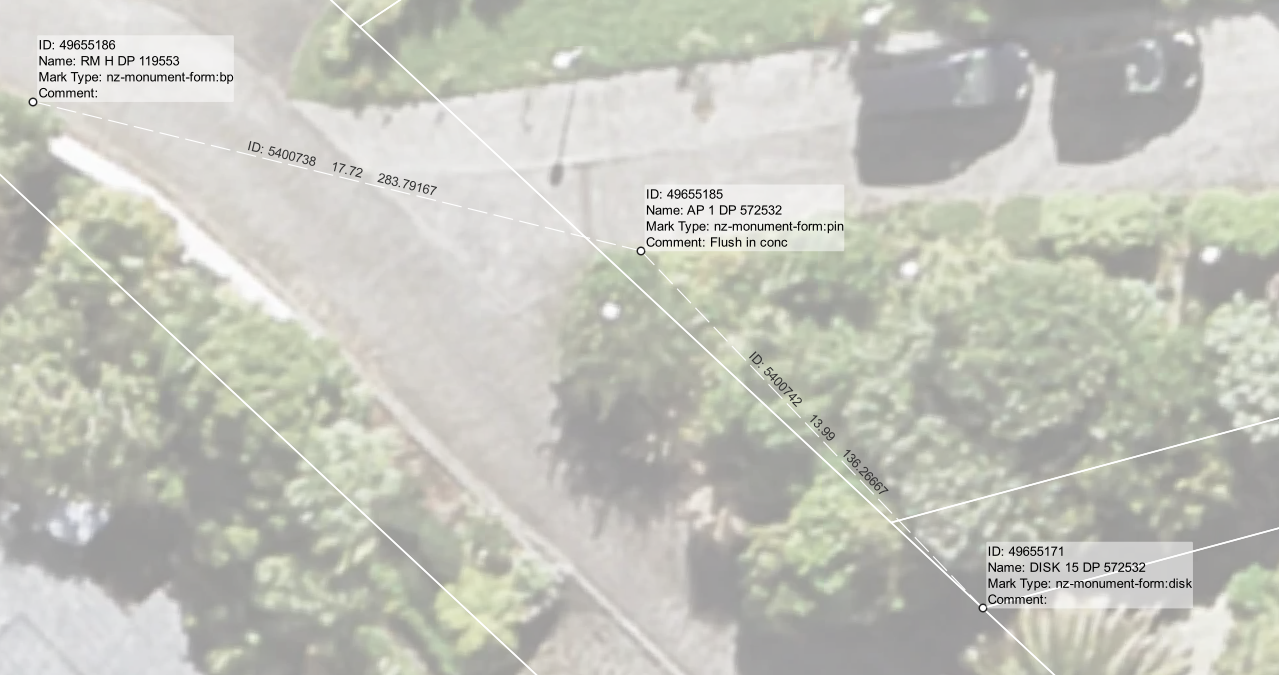 ID: 49655186
Name: RM H DP 119553
Mark Type: nz-monument-form:bp
Comment:
ID: 5400738 17.72 283.79167
ID: 49655185
Name: AP 1 DP 572532
Mark Type: nz-monument-form:pin
Comment: Flush in conc
ID: 5400742 13.99 136.26667
ID: 49655171
Name: DISK 15 DP 572532
Mark Type: nz-monument-form:disk
Comment: